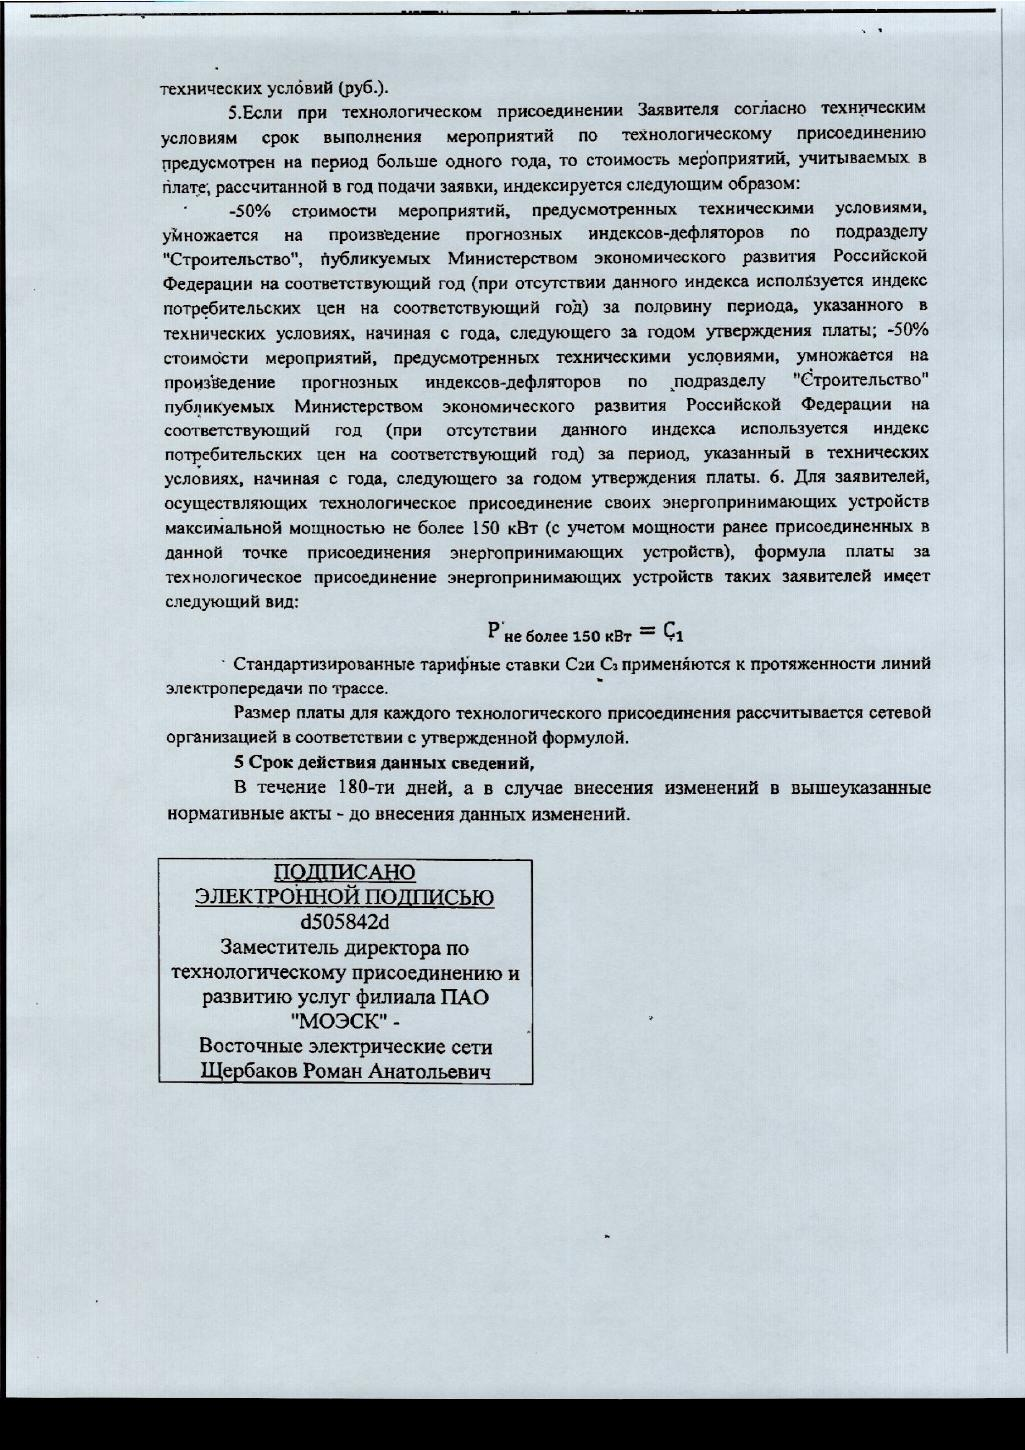 технических условий (руб.).
5.Если при технологическом присоединении Заявителя согласно техническим
условиям срок выполнения мероприятий по технологическому присоединению
предусмотрен на период больше одного года, то стоимость мероприятий, учитываемых в
плате, рассчитанной в год подачи заявки, индексируется следующим образом:
-50% стоимости мероприятий, предусмотренных техническими условиями,
умножается на произведение прогнозных индексов-дефляторов по подразделу
"Строительство", публикуемых Министерством экономического развития Российской
Федерации на соответствующий год (при отсутствии данного индекса используется индекс
потребительских цен на соответствующий год) за половину периода, указанного в
технических условиях, начиная с года, следующего за годом утверждения платы; -50%
стоимости мероприятий, предусмотренных техническими условиями, умножается на
произведение прогнозных индексов-дефляторов по подразделу "Строительство"
публикуемых Министерством экономического развития Российской Федерации на
соответствующий год (при отсутствии данного индекса используется индекс
потребительских цен на соответствующий год) за период, указанный в технических
условиях, начиная с года, следующего за годом утверждения платы. 6. Для заявителей,
осуществляющих технологическое присоединение своих энергопринимающих устройств
максимальной мощностью не более 150 кВт (с учетом мощности ранее присоединенных в
данной точке присоединения энергопринимающих устройств), формула платы за
технологическое присоединение энергопринимающих устройств таких заявителей имеет
следующий вид:
P не более 150 кВт = C1
Стандартизированные тарифные ставки С2и С3 применяются к протяженности линий
электропередачи по трассе.
Размер платы для каждого технологического присоединения рассчитывается сетевой
организацией в соответствии с утвержденной формулой.
5 Срок действия данных сведений,
В течение 180-ти дней, а в случае внесения изменений в вышеуказанные
нормативные акты - до внесения данных изменений.
ПОДПИСАНО
ЭЛЕКТРОННОЙ ПОДПИСЬЮ
d505842d
Заместитель директора по
технологическому присоединению и
развитию услуг филиала ПАО
"МОЭСК" -
Восточные электрические сети
Щербаков Роман Анатольевич